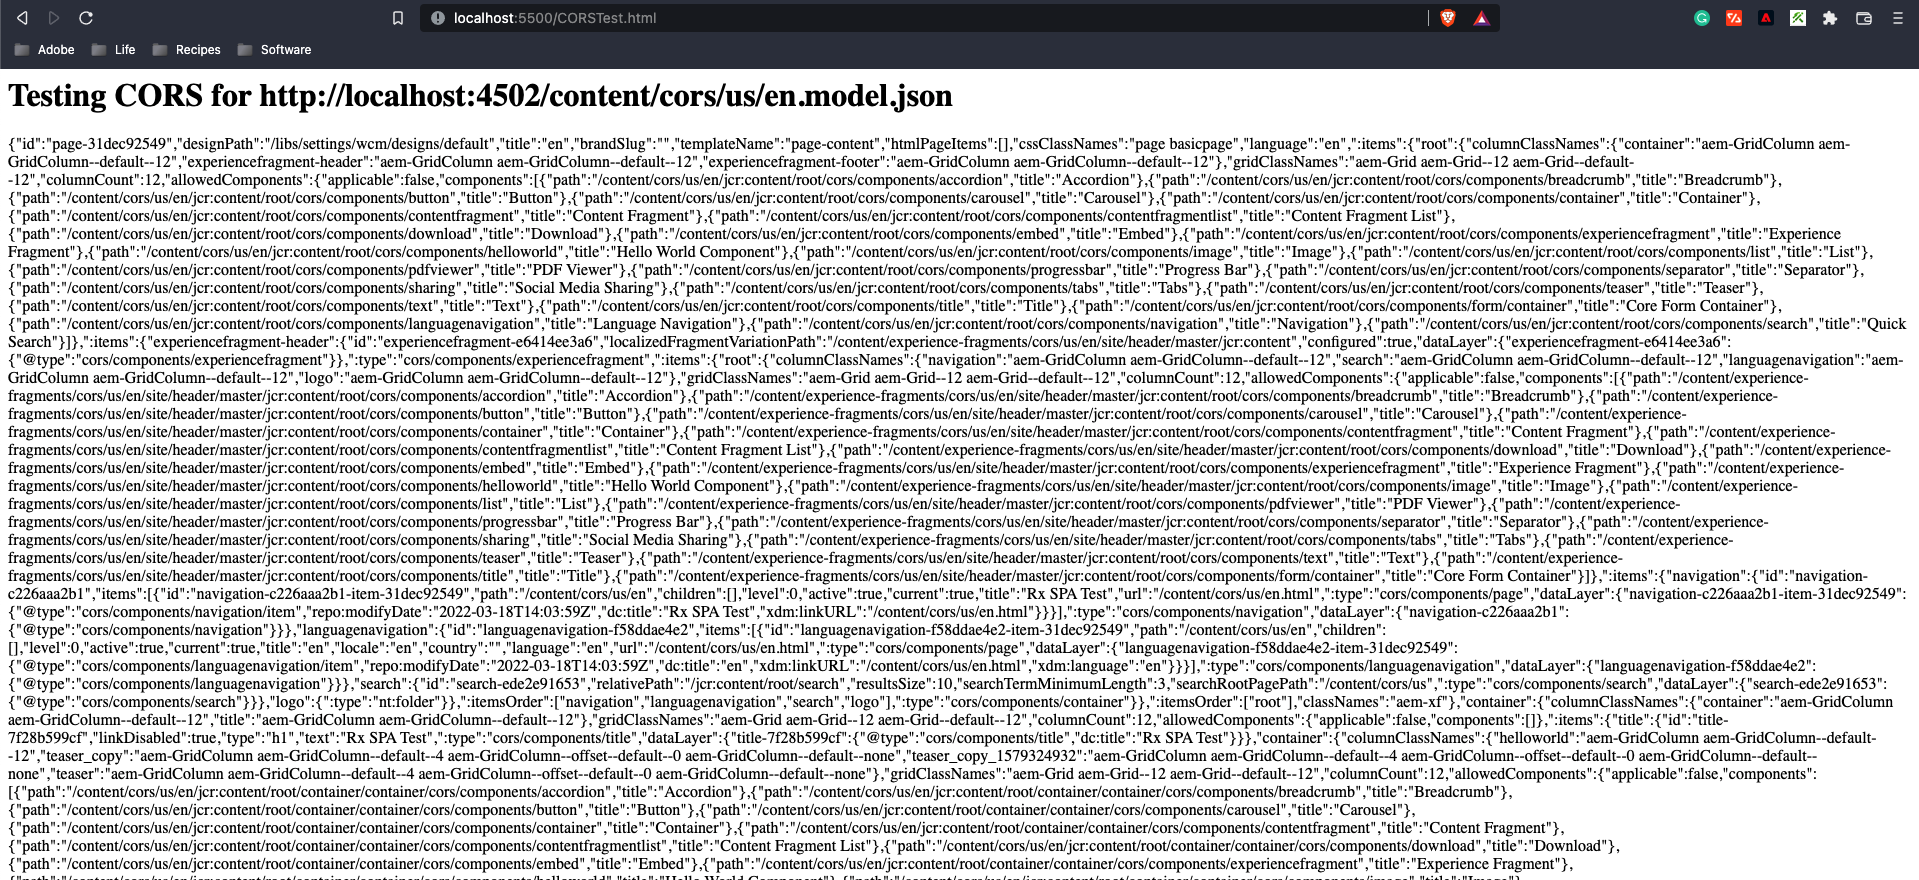 localhost:5500/CORSTest.html
Adobe Life Recipes Software
Testing CORS for http://localhost:4502/content/cors/us/en.model.json
{"id":"page-31dec92549","designPath":"/libs/settings/wcm/designs/default","title":"en","brandSlug":"","templateName":"page-content","htmlPageItems":[],"cssClassNames":"page basicpage","language":"en",":items":{"root":{"columnClassNames":{"container":"aem-GridColumn aem-
GridColumn--default--12","experiencefragment-header":"aem-GridColumn aem-GridColumn--default--12","experiencefragment-footer":"aem-GridColumn aem-GridColumn--default--12"},"gridClassNames":"aem-Grid aem-Grid--12 aem-Grid--default-
-12","columnCount":12,"allowedComponents":{"applicable":false,"components":[{"path":"/content/cors/us/en/jcr:content/root/cors/components/accordion","title":"Accordion"},{"path":"/content/cors/us/en/jcr:content/root/cors/components/breadcrumb","title":"Breadcrumb"},
{"path":"/content/cors/us/en/jcr:content/root/cors/components/button","title":"Button"},{"path":"/content/cors/us/en/jcr:content/root/cors/components/carousel","title":"Carousel"},{"path":"/content/cors/us/en/jcr:content/root/cors/components/container","title":"Container"},
{"path":"/content/cors/us/en/jcr:content/root/cors/components/contentfragment","title":"Content Fragment"},{"path":"/content/cors/us/en/jcr:content/root/cors/components/contentfragmentlist","title":"Content Fragment List"},
{"path":"/content/cors/us/en/jcr:content/root/cors/components/download","title":"Download"},{"path":"/content/cors/us/en/jcr:content/root/cors/components/embed","title":"Embed"},{"path":"/content/cors/us/en/jcr:content/root/cors/components/experiencefragment","title":"Experience
Fragment"},{"path":"/content/cors/us/en/jcr:content/root/cors/components/helloworld","title":"Hello World Component"},{"path":"/content/cors/us/en/jcr:content/root/cors/components/image","title":"Image"},{"path":"/content/cors/us/en/jcr:content/root/cors/components/list","title":"List"},
{"path":"/content/cors/us/en/jcr:content/root/cors/components/pdfviewer","title":"PDF Viewer"},{"path":"/content/cors/us/en/jcr:content/root/cors/components/progressbar","title":"Progress Bar"},{"path":"/content/cors/us/en/jcr:content/root/cors/components/separator","title":"Separator"},
{"path":"/content/cors/us/en/jcr:content/root/cors/components/sharing","title":"Social Media Sharing"},{"path":"/content/cors/us/en/jcr:content/root/cors/components/tabs","title":"Tabs"},{"path":"/content/cors/us/en/jcr:content/root/cors/components/teaser","title":"Teaser"},
{"path":"/content/cors/us/en/jcr:content/root/cors/components/text","title":"Text"},{"path":"/content/cors/us/en/jcr:content/root/cors/components/title","title":"Title"},{"path":"/content/cors/us/en/jcr:content/root/cors/components/form/container","title":"Core Form Container"},
{"path":"/content/cors/us/en/jcr:content/root/cors/components/languagenavigation","title":"Language Navigation"},{"path":"/content/cors/us/en/jcr:content/root/cors/components/navigation","title":"Navigation"},{"path":"/content/cors/us/en/jcr:content/root/cors/components/search","title":"Quick
Search"}]},":items":{"experiencefragment-header":{"id":"experiencefragment-e6414ee3a6","localizedFragmentVariationPath":"/content/experience-fragments/cors/us/en/site/header/master/jcr:content","configured":true,"dataLayer":{"experiencefragment-e6414ee3a6":
{"@type":"cors/components/experiencefragment"}},":type":"cors/components/experiencefragment",":items":{"root":{"columnClassNames":{"navigation":"aem-GridColumn aem-GridColumn--default--12","search":"aem-GridColumn aem-GridColumn--default--12","languagenavigation":"aem-
GridColumn aem-GridColumn--default--12","logo":"aem-GridColumn aem-GridColumn--default--12"},"gridClassNames":"aem-Grid aem-Grid--12 aem-Grid--default--12","columnCount":12,"allowedComponents":{"applicable":false,"components":[{"path":"/content/experience-
fragments/cors/us/en/site/header/master/jcr:content/root/cors/components/accordion","title":"Accordion"},{"path":"/content/experience-fragments/cors/us/en/site/header/master/jcr:content/root/cors/components/breadcrumb","title":"Breadcrumb"},{"path":"/content/experience-
fragments/cors/us/en/site/header/master/jcr:content/root/cors/components/button","title":"Button"},{"path":"/content/experience-fragments/cors/us/en/site/header/master/jcr:content/root/cors/components/carousel","title":"Carousel"},{"path":"/content/experience-
fragments/cors/us/en/site/header/master/jcr:content/root/cors/components/container","title":"Container"},{"path":"/content/experience-fragments/cors/us/en/site/header/master/jcr:content/root/cors/components/contentfragment","title":"Content Fragment"},{"path":"/content/experience-
fragments/cors/us/en/site/header/master/jcr:content/root/cors/components/contentfragmentlist","title":"Content Fragment List"},{"path":"/content/experience-fragments/cors/us/en/site/header/master/jcr:content/root/cors/components/download","title":"Download"},{"path":"/content/experience-
fragments/cors/us/en/site/header/master/jcr:content/root/cors/components/embed","title":"Embed"},{"path":"/content/experience-fragments/cors/us/en/site/header/master/jcr:content/root/cors/components/experiencefragment","title":"Experience Fragment"},{"path":"/content/experience-
fragments/cors/us/en/site/header/master/jcr:content/root/cors/components/helloworld","title":"Hello World Component"},{"path":"/content/experience-fragments/cors/us/en/site/header/master/jcr:content/root/cors/components/image","title":"Image"},{"path":"/content/experience-
fragments/cors/us/en/site/header/master/jcr:content/root/cors/components/list","title":"List"},{"path":"/content/experience-fragments/cors/us/en/site/header/master/jcr:content/root/cors/components/pdfviewer","title":"PDF Viewer"},{"path":"/content/experience-
fragments/cors/us/en/site/header/master/jcr:content/root/cors/components/progressbar","title":"Progress Bar"},{"path":"/content/experience-fragments/cors/us/en/site/header/master/jcr:content/root/cors/components/separator","title":"Separator"},{"path":"/content/experience-
fragments/cors/us/en/site/header/master/jcr:content/root/cors/components/sharing","title":"Social Media Sharing"},{"path":"/content/experience-fragments/cors/us/en/site/header/master/jcr:content/root/cors/components/tabs","title":"Tabs"},{"path":"/content/experience-
fragments/cors/us/en/site/header/master/jcr:content/root/cors/components/teaser","title":"Teaser"},{"path":"/content/experience-fragments/cors/us/en/site/header/master/jcr:content/root/cors/components/text","title":"Text"},{"path":"/content/experience-
fragments/cors/us/en/site/header/master/jcr:content/root/cors/components/title","title":"Title"},{"path":"/content/experience-fragments/cors/us/en/site/header/master/jcr:content/root/cors/components/form/container","title":"Core Form Container"}]},":items":{"navigation":{"id":"navigation-
c226aaa2b1","items":[{"id":"navigation-c226aaa2b1-item-31dec92549","path":"/content/cors/us/en","children":[],"level":0,"active":true,"current":true,"title":"Rx SPA Test","url":"/content/cors/us/en.html",":type":"cors/components/page","dataLayer":{"navigation-c226aaa2b1-item-31dec92549":
{"@type":"cors/components/navigation/item","repo:modifyDate":"2022-03-18T14:03:59Z","dc:title":"Rx SPA Test","xdm:linkURL":"/content/cors/us/en.html"}}}],":type":"cors/components/navigation","dataLayer":{"navigation-c226aaa2b1":
{"@type":"cors/components/navigation"}}},"languagenavigation":{"id":"languagenavigation-f58ddae4e2","items":[{"id":"languagenavigation-f58ddae4e2-item-31dec92549","path":"/content/cors/us/en","children":
[],"level":0,"active":true,"current":true,"title":"en","locale":"en","country":"","language":"en","url":"/content/cors/us/en.html",":type":"cors/components/page","dataLayer":{"languagenavigation-f58ddae4e2-item-31dec92549":
{"@type":"cors/components/languagenavigation/item","repo:modifyDate":"2022-03-18T14:03:59Z","dc:title":"en","xdm:linkURL":"/content/cors/us/en.html","xdm:language":"en"}}}],":type":"cors/components/languagenavigation","dataLayer":{"languagenavigation-f58ddae4e2":
{"@type":"cors/components/languagenavigation"}}},"search":{"id":"search-ede2e91653","relativePath":"/jcr:content/root/search","resultsSize":10,"searchTermMinimumLength":3,"searchRootPagePath":"/content/cors/us",":type":"cors/components/search","dataLayer":{"search-ede2e91653":
{"@type":"cors/components/search"}}},"logo":{":type":"nt:folder"}},":itemsOrder":["navigation","languagenavigation","search","logo"],":type":"cors/components/container"}},":itemsOrder":["root"],"classNames":"aem-xf"},"container":{"columnClassNames":{"container":"aem-GridColumn
aem-GridColumn--default--12","title":"aem-GridColumn aem-GridColumn--default--12"},"gridClassNames":"aem-Grid aem-Grid--12 aem-Grid--default--12","columnCount":12,"allowedComponents":{"applicable":false,"components":[]},":items":{"title":{"id":"title-
7f28b599cf","linkDisabled":true,"type":"h1","text":"Rx SPA Test",":type":"cors/components/title","dataLayer":{"title-7f28b599cf":{"@type":"cors/components/title","dc:title":"Rx SPA Test"}}},"container":{"columnClassNames":{"helloworld":"aem-GridColumn aem-GridColumn--default-
-12","teaser_copy":"aem-GridColumn aem-GridColumn--default--4 aem-GridColumn--offset--default--0 aem-GridColumn--default--none","teaser_copy_1579324932":"aem-GridColumn aem-GridColumn--default--4 aem-GridColumn--offset--default--0 aem-GridColumn--default--
none","teaser":"aem-GridColumn aem-GridColumn--default--4 aem-GridColumn--offset--default--0 aem-GridColumn--default--none"},"gridClassNames":"aem-Grid aem-Grid--12 aem-Grid--default--12","columnCount":12,"allowedComponents":{"applicable":false,"components":
[{"path":"/content/cors/us/en/jcr:content/root/container/container/cors/components/accordion","title":"Accordion"},{"path":"/content/cors/us/en/jcr:content/root/container/container/cors/components/breadcrumb","title":"Breadcrumb"},
{"path":"/content/cors/us/en/jcr:content/root/container/container/cors/components/button","title":"Button"},{"path":"/content/cors/us/en/jcr:content/root/container/container/cors/components/carousel","title":"Carousel"},
{"path":"/content/cors/us/en/jcr:content/root/container/container/cors/components/container","title":"Container"},{"path":"/content/cors/us/en/jcr:content/root/container/container/cors/components/contentfragment","title":"Content Fragment"},
{"path":"/content/cors/us/en/jcr:content/root/container/container/cors/components/contentfragmentlist","title":"Content Fragment List"},{"path":"/content/cors/us/en/jcr:content/root/container/container/cors/components/download","title":"Download"},
{"path":"/content/cors/us/en/jcr:content/root/container/container/cors/components/embed","title":"Embed"},{"path":"/content/cors/us/en/jcr:content/root/container/container/cors/components/experiencefragment","title":"Experience Fragment"},